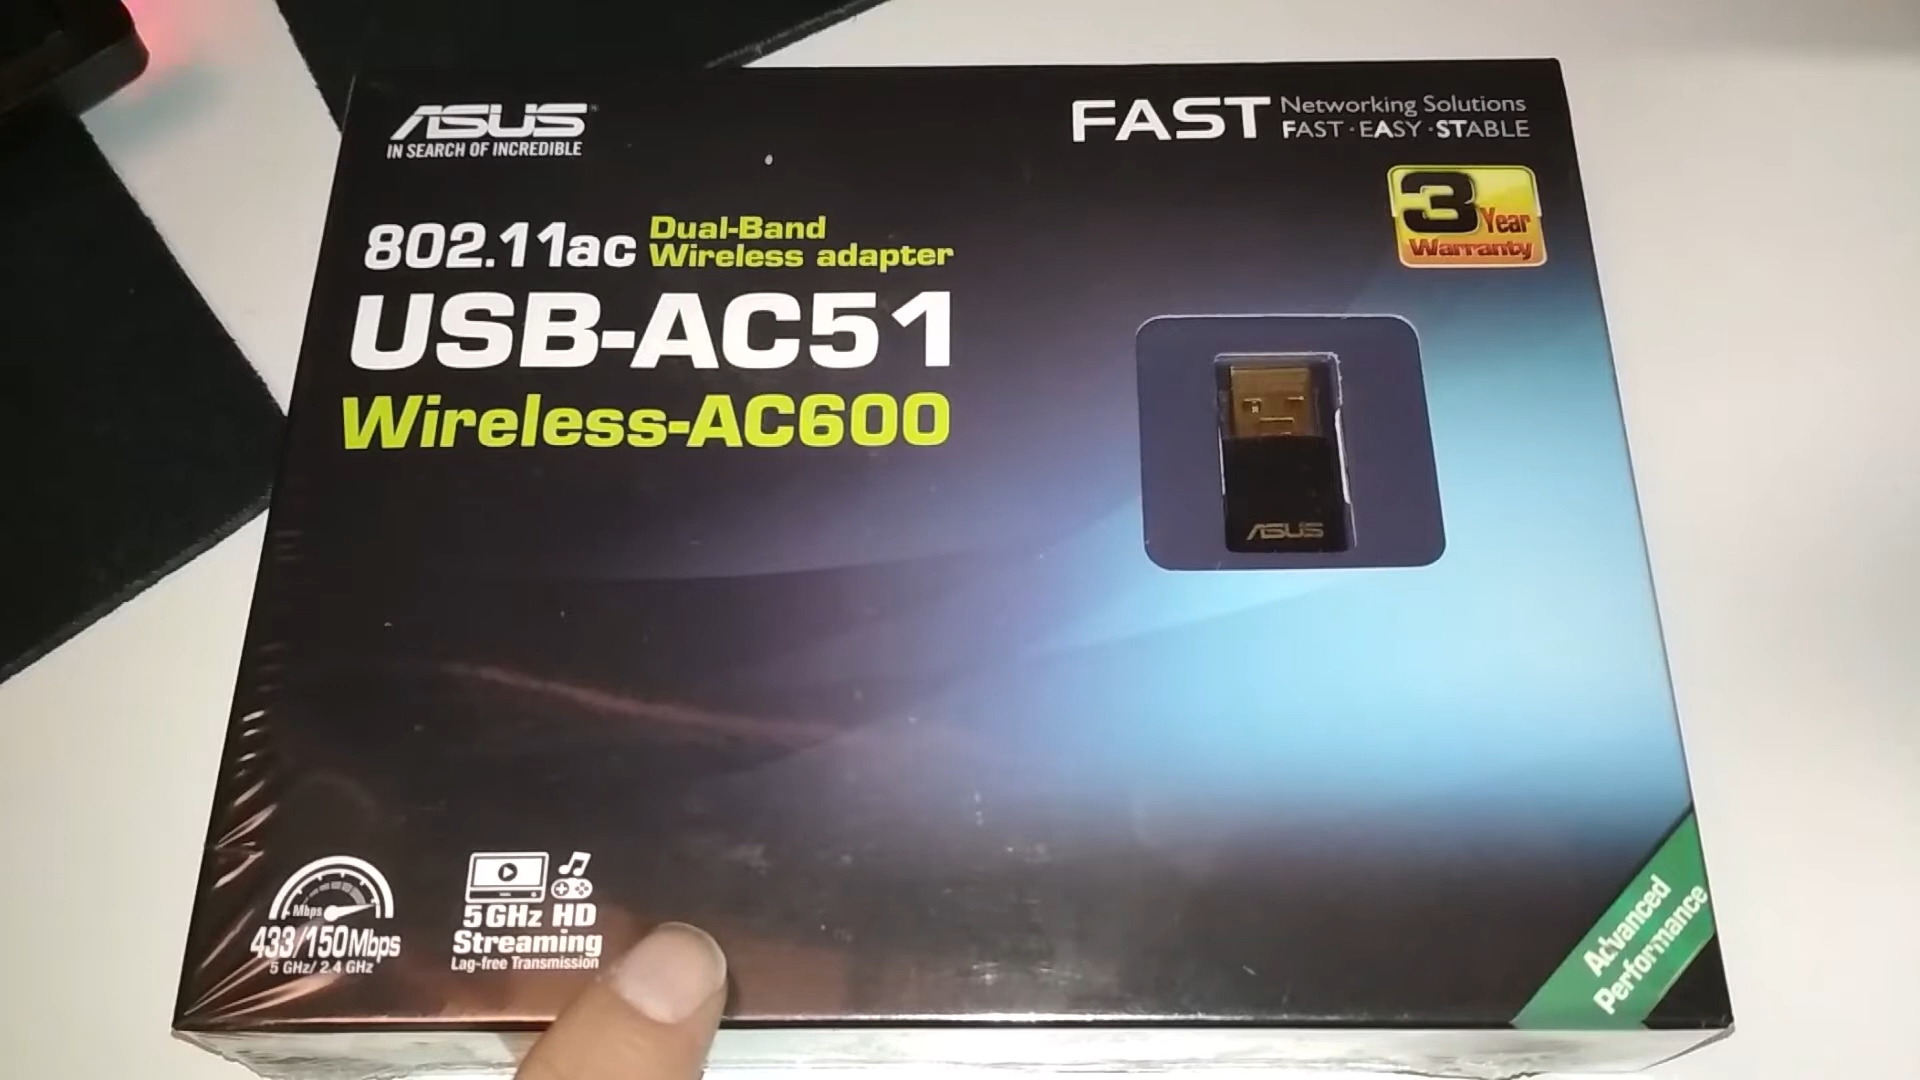 ASUS
IN SEARCH OF INCREDIBLE
FAST Networking Solutions
FAST·EASY·STABLE
3 Year
Warranty
802.11ac Dual-Band
Wireless adapter
USB-AC51
Wireless-AC600
ASUS
Mbps
433/150Mbps
5 GHz/ 2.4 GHz
5GHz HD
Streaming
Lag-free Transmission
Advanced
Performance